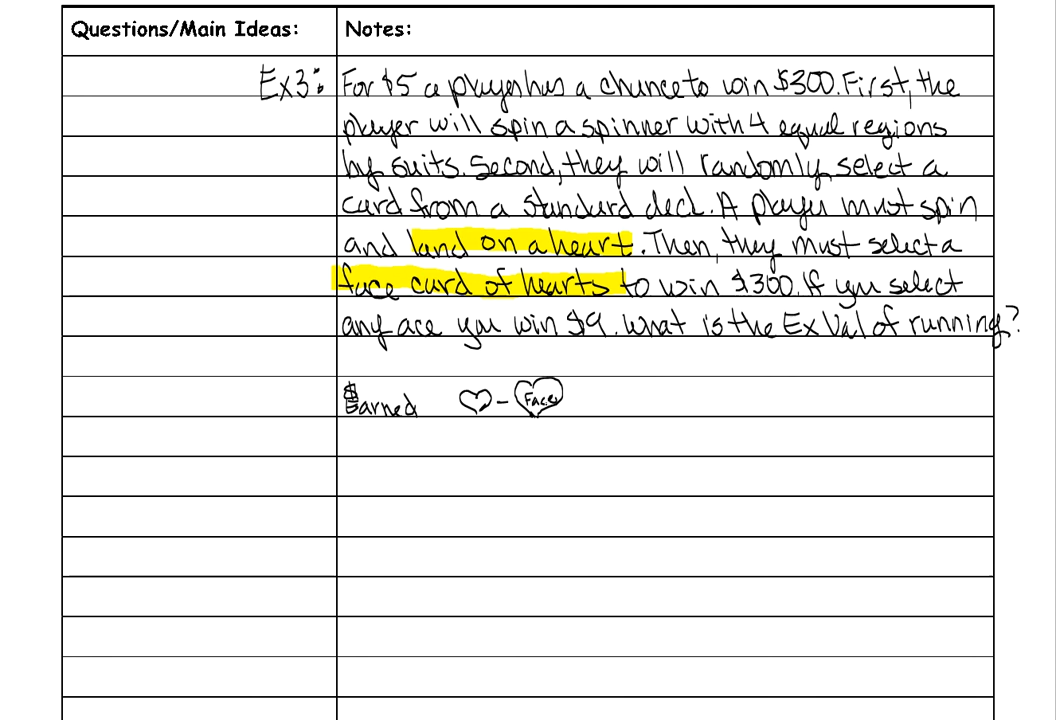 Questions/Main Ideas:
Notes:
Ex3: For $5 a player has a chance to win $300. First, the
player will spin a spinner with 4 equal regions
by suits. Second, they will randomly select a
card from a standard deck. A player must spin
and land on a heart. Then, they must select a
face card of hearts to win $300. If you select
any ace you win $9. What is the Ex Val of running?
$ Earned ♡ - Face